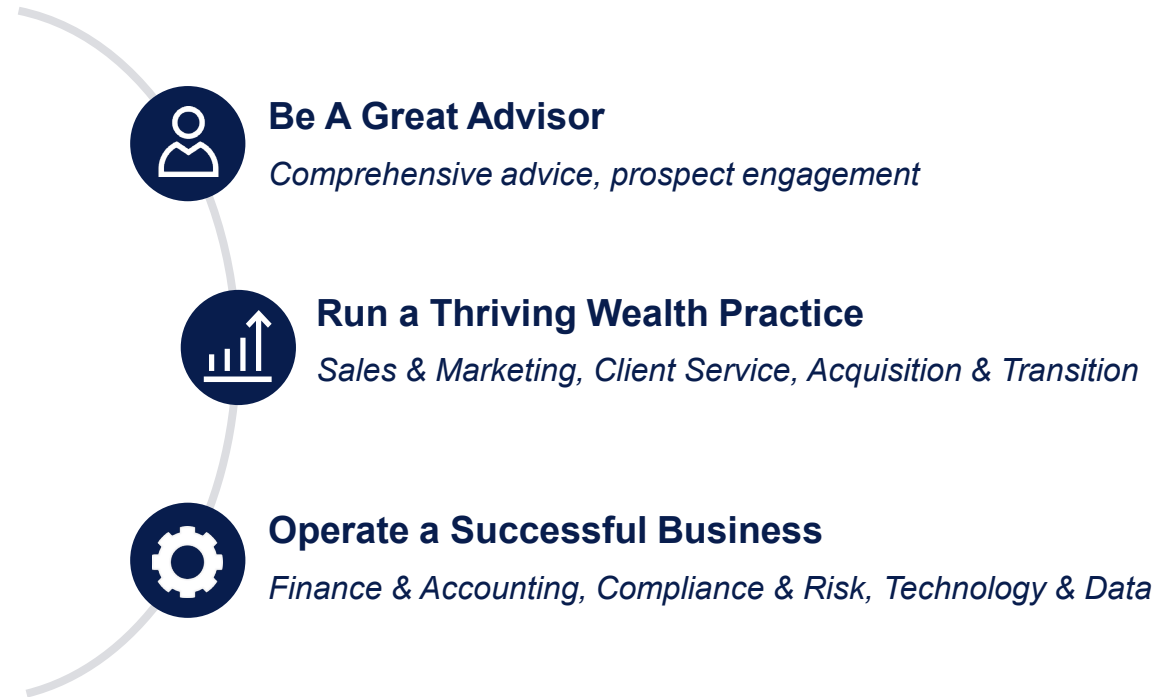 Be A Great Advisor
Comprehensive advice, prospect engagement
Run a Thriving Wealth Practice
Sales & Marketing, Client Service, Acquisition & Transition
Operate a Successful Business
Finance & Accounting, Compliance & Risk, Technology & Data